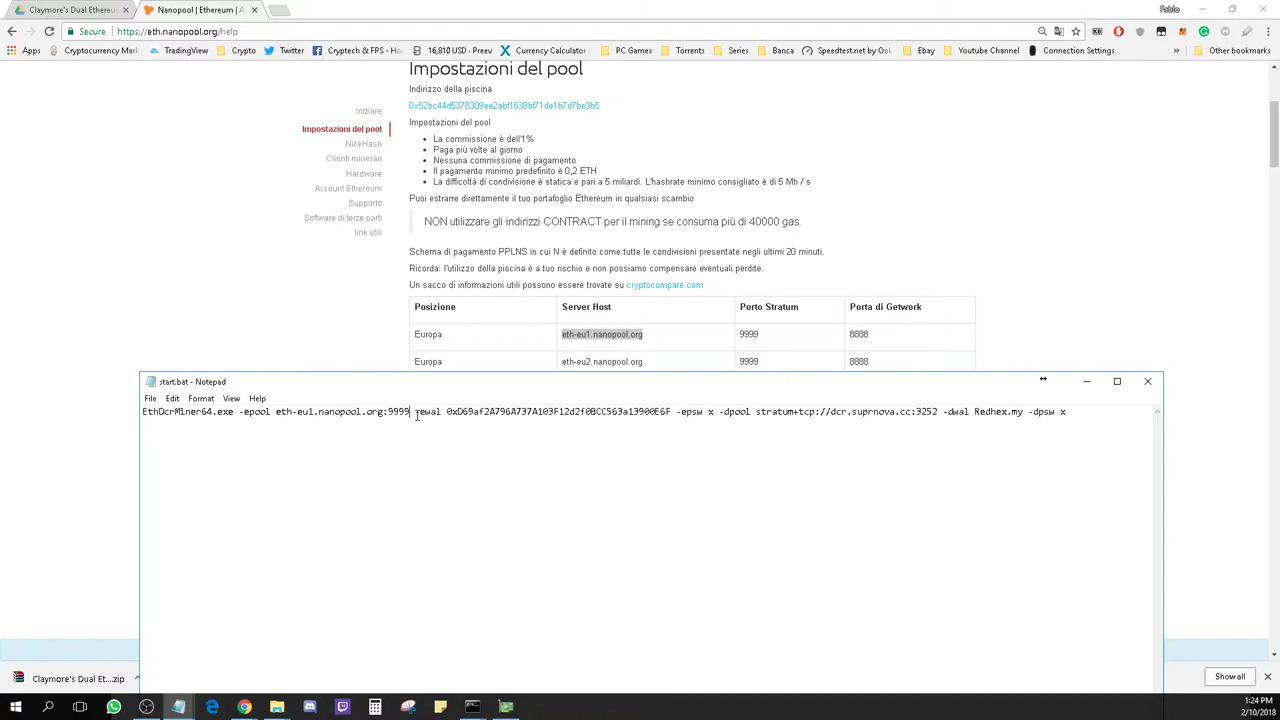 Claymore's Dual Ethereu
Nanopool | Ethereum | A
Fabio
Secure
https://eth.nanopool.org/help
Apps
Cryptocurrency Mark
TradingView
Crypto
Twitter
Cryptech & FPS - Ho
16,810 USD - Preev
Currency Calculator
PC Games
Torrents
Series
Banca
Speedtest.net by Ook
Ebay
Youtube Channel
Connection Settings
Other bookmarks
Impostazioni del pool
Indirizzo della piscina
0x52bc44d5378309ee2abf1539bf71de1b7d7be3b5
Impostazioni del pool
La commissione è dell'1%
Paga più volte al giorno
Nessuna commissione di pagamento
Il pagamento minimo predefinito è 0,2 ETH
La difficoltà di condivisione è statica e pari a 5 miliardi. L'hashrate minimo consigliato è di 5 Mh / s
Puoi estrarre direttamente il tuo portafoglio Ethereum in qualsiasi scambio
NON utilizzare gli indirizzi CONTRACT per il mining se consuma più di 40000 gas.
Schema di pagamento PPLNS in cui N è definito come tutte le condivisioni presentate negli ultimi 20 minuti.
Ricorda: l'utilizzo della piscina è a tuo rischio e non possiamo compensare eventuali perdite.
Un sacco di informazioni utili possono essere trovate su cryptocompare.com
Iniziare
Impostazioni del pool
NiceHash
Clienti minerari
Hardware
Account Ethereum
Supporto
Software di terze parti
link utili
Posizione Server Host Porto Stratum Porta di Getwork
Europa eth-eu1.nanopool.org 9999 8888
Europa eth-eu2.nanopool.org 9999 8888
start.bat - Notepad
File Edit Format View Help
EthDcrMiner64.exe -epool eth-eu1.nanopool.org:9999 -ewal 0xD69af2A796A737A103F12d2f0BCC563a13900E6F -epsw x -dpool stratum+tcp://dcr.suprnova.cc:3252 -dwal Redhex.my -dpsw x
Claymore's Dual Et....zip
Show all
1:24 PM
2/10/2018